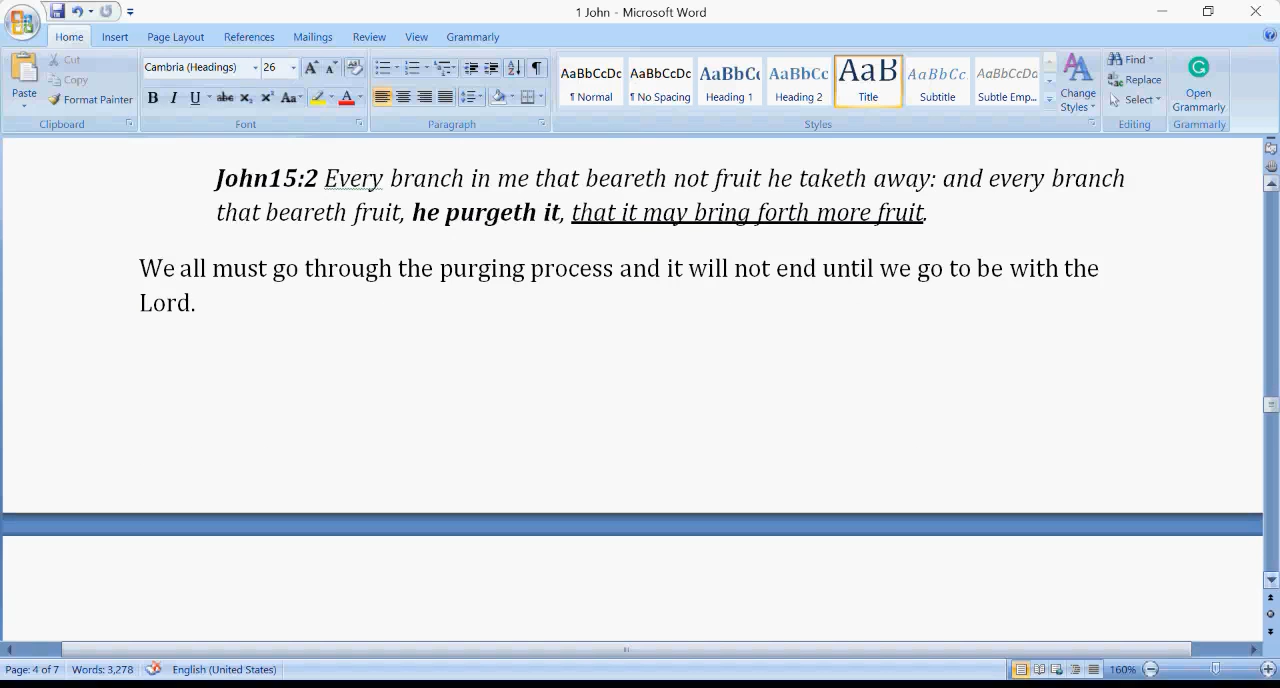 1 John - Microsoft Word
Home Insert Page Layout References Mailings Review View Grammarly
Paste
Cut
Copy
Format Painter
Clipboard
Cambria (Headings) 26
B I U abc x₂ x² Aa
Font
Paragraph
AaBbCcDc AaBbCcDc AaBbC AaBbCc AaB AaBbCc. AaBbCcDa
¶ Normal ¶ No Spacing Heading 1 Heading 2 Title Subtitle Subtle Emp...
Styles
Change
Styles
Find
Replace
Select
Editing
Open
Grammarly
Grammarly
John15:2 Every branch in me that beareth not fruit he taketh away: and every branch
that beareth fruit, he purgeth it, that it may bring forth more fruit.
We all must go through the purging process and it will not end until we go to be with the
Lord.
Page: 4 of 7 Words: 3,278 English (United States) 160%